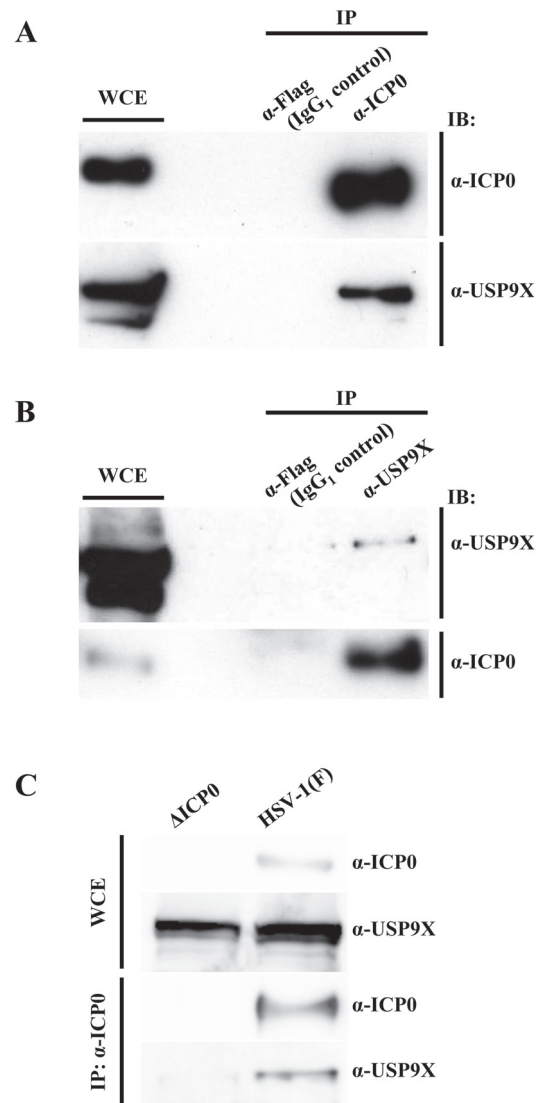 A
IP
WCE
α-Flag
(IgG₁ control)
α-ICP0
IB:
α-ICP0
α-USP9X
B
IP
WCE
α-Flag
(IgG₁ control)
α-USP9X
IB:
α-USP9X
α-ICP0
C
ΔICP0
HSV-1(F)
WCE
α-ICP0
α-USP9X
IP: α-ICP0
α-ICP0
α-USP9X